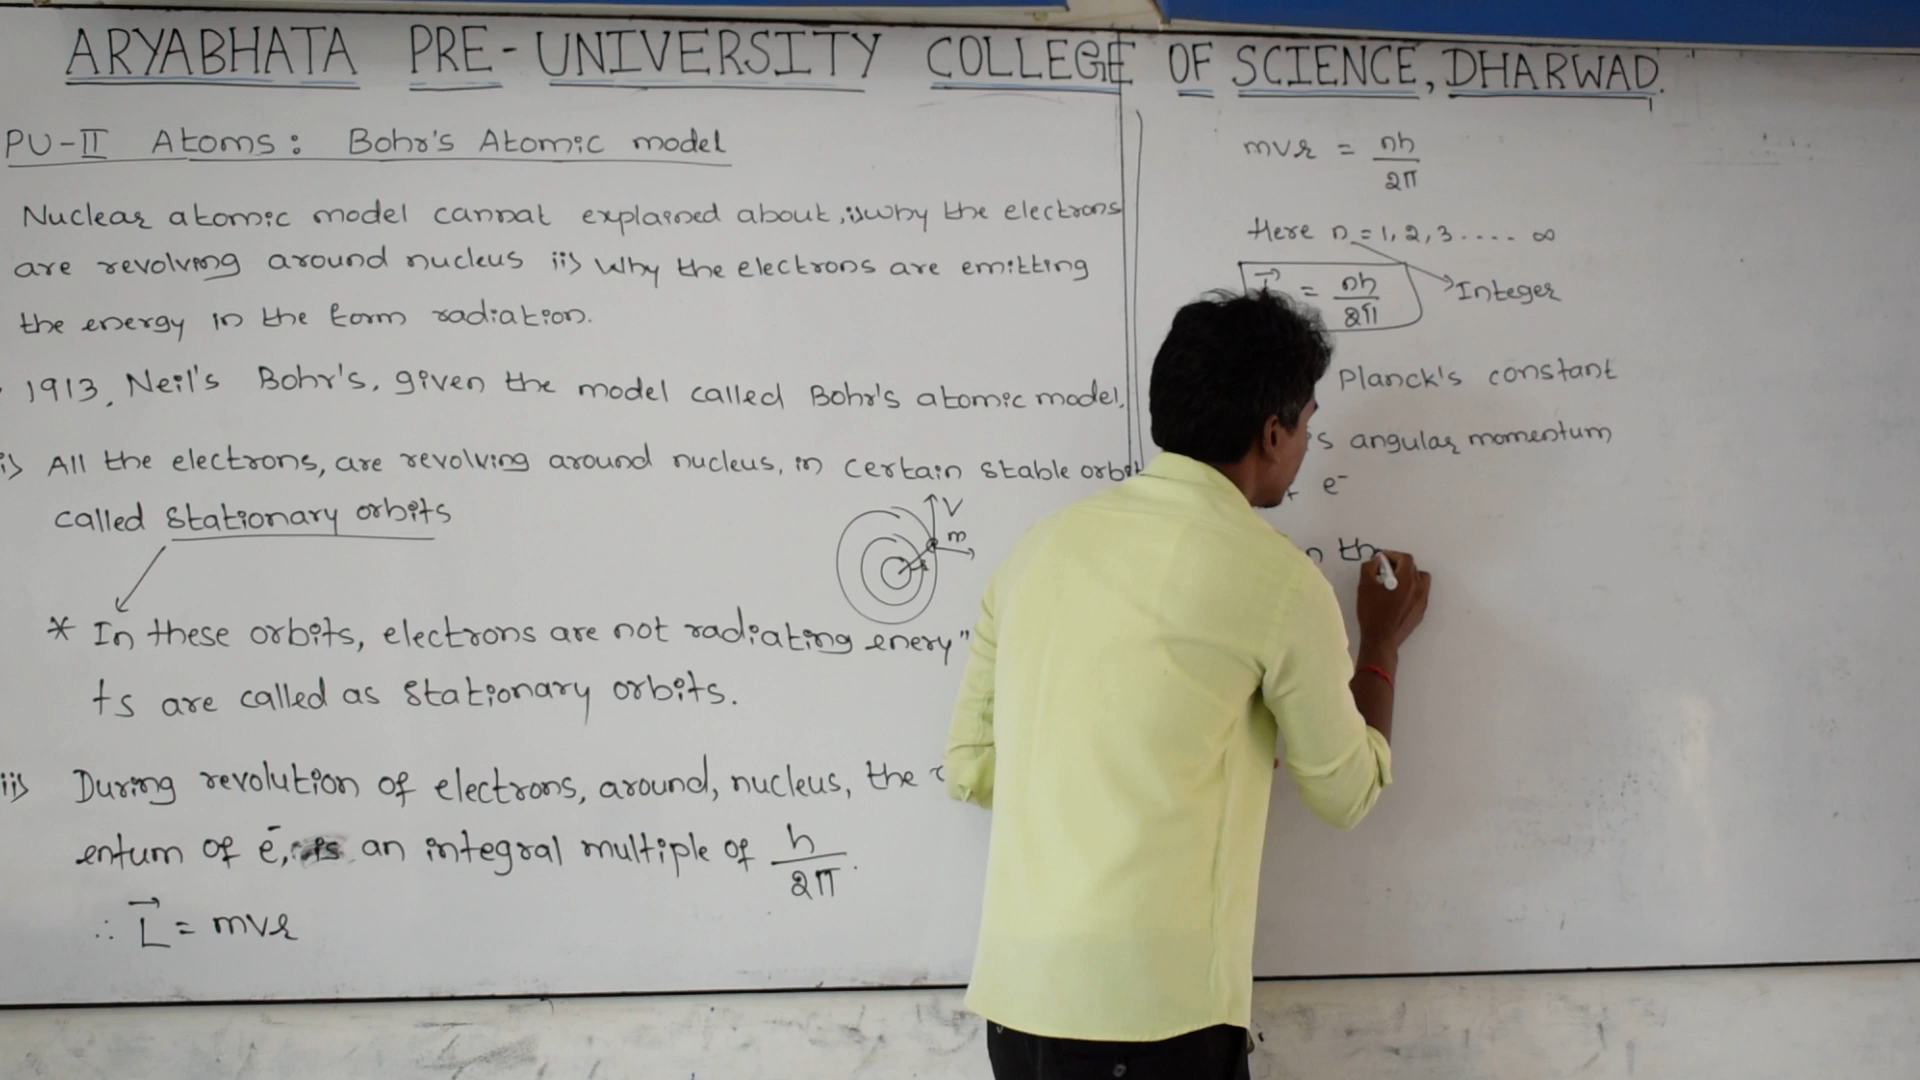 ARYABHATA PRE-UNIVERSITY COLLEGE OF SCIENCE, DHARWAD.
PU-II Atoms: Bohr's Atomic model
Nuclear atomic model cannat explained about, i) why the electrons
are revolving around nucleus ii) Why the electrons are emitting
the energy in the form radiation.
1913, Neil's Bohr's, given the model called Bohr's atomic model.
i) All the electrons, are revolving around nucleus, in certain stable orbit
called stationary orbits
V
m
r
* In these orbits, electrons are not radiating enery"
ts are called as stationary orbits.
ii) During revolution of electrons, around, nucleus, the
entum of e⁻, is an integral multiple of h/2π.
∴ L⃗ = mvr
mvr = nh/2π
Here n = 1, 2, 3 ..... ∞
= nh/2π
Integer
Planck's constant
angular momentum
e⁻